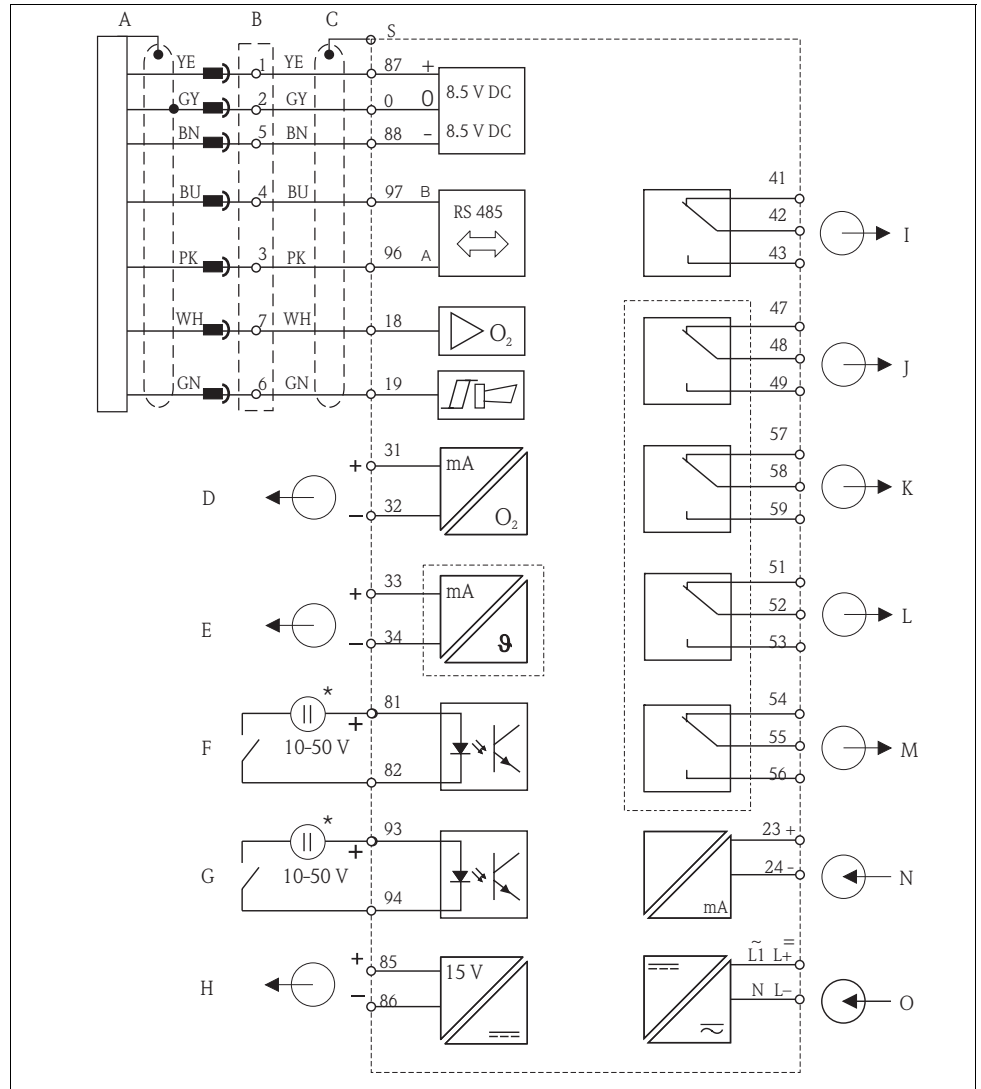 A B C S
YE 1 YE 87 +
8.5 V DC
GY 2 GY 0 0
BN 5 BN 88 - 8.5 V DC
BU 4 BU 97 B
RS 485
PK 3 PK 96 A
WH 7 WH 18 O₂
GN 6 GN 19
D + 31 mA
- 32 O₂
E + 33 mA
- 34 ϑ
F * + 81
10-50 V
82
G * + 93
10-50 V
94
H + 85 15 V
- 86
41
42 I
43
47
48 J
49
57
58 K
59
51
52 L
53
54
55 M
56
23 +
24 - N
mA
~ =
L1 L+
N L- O